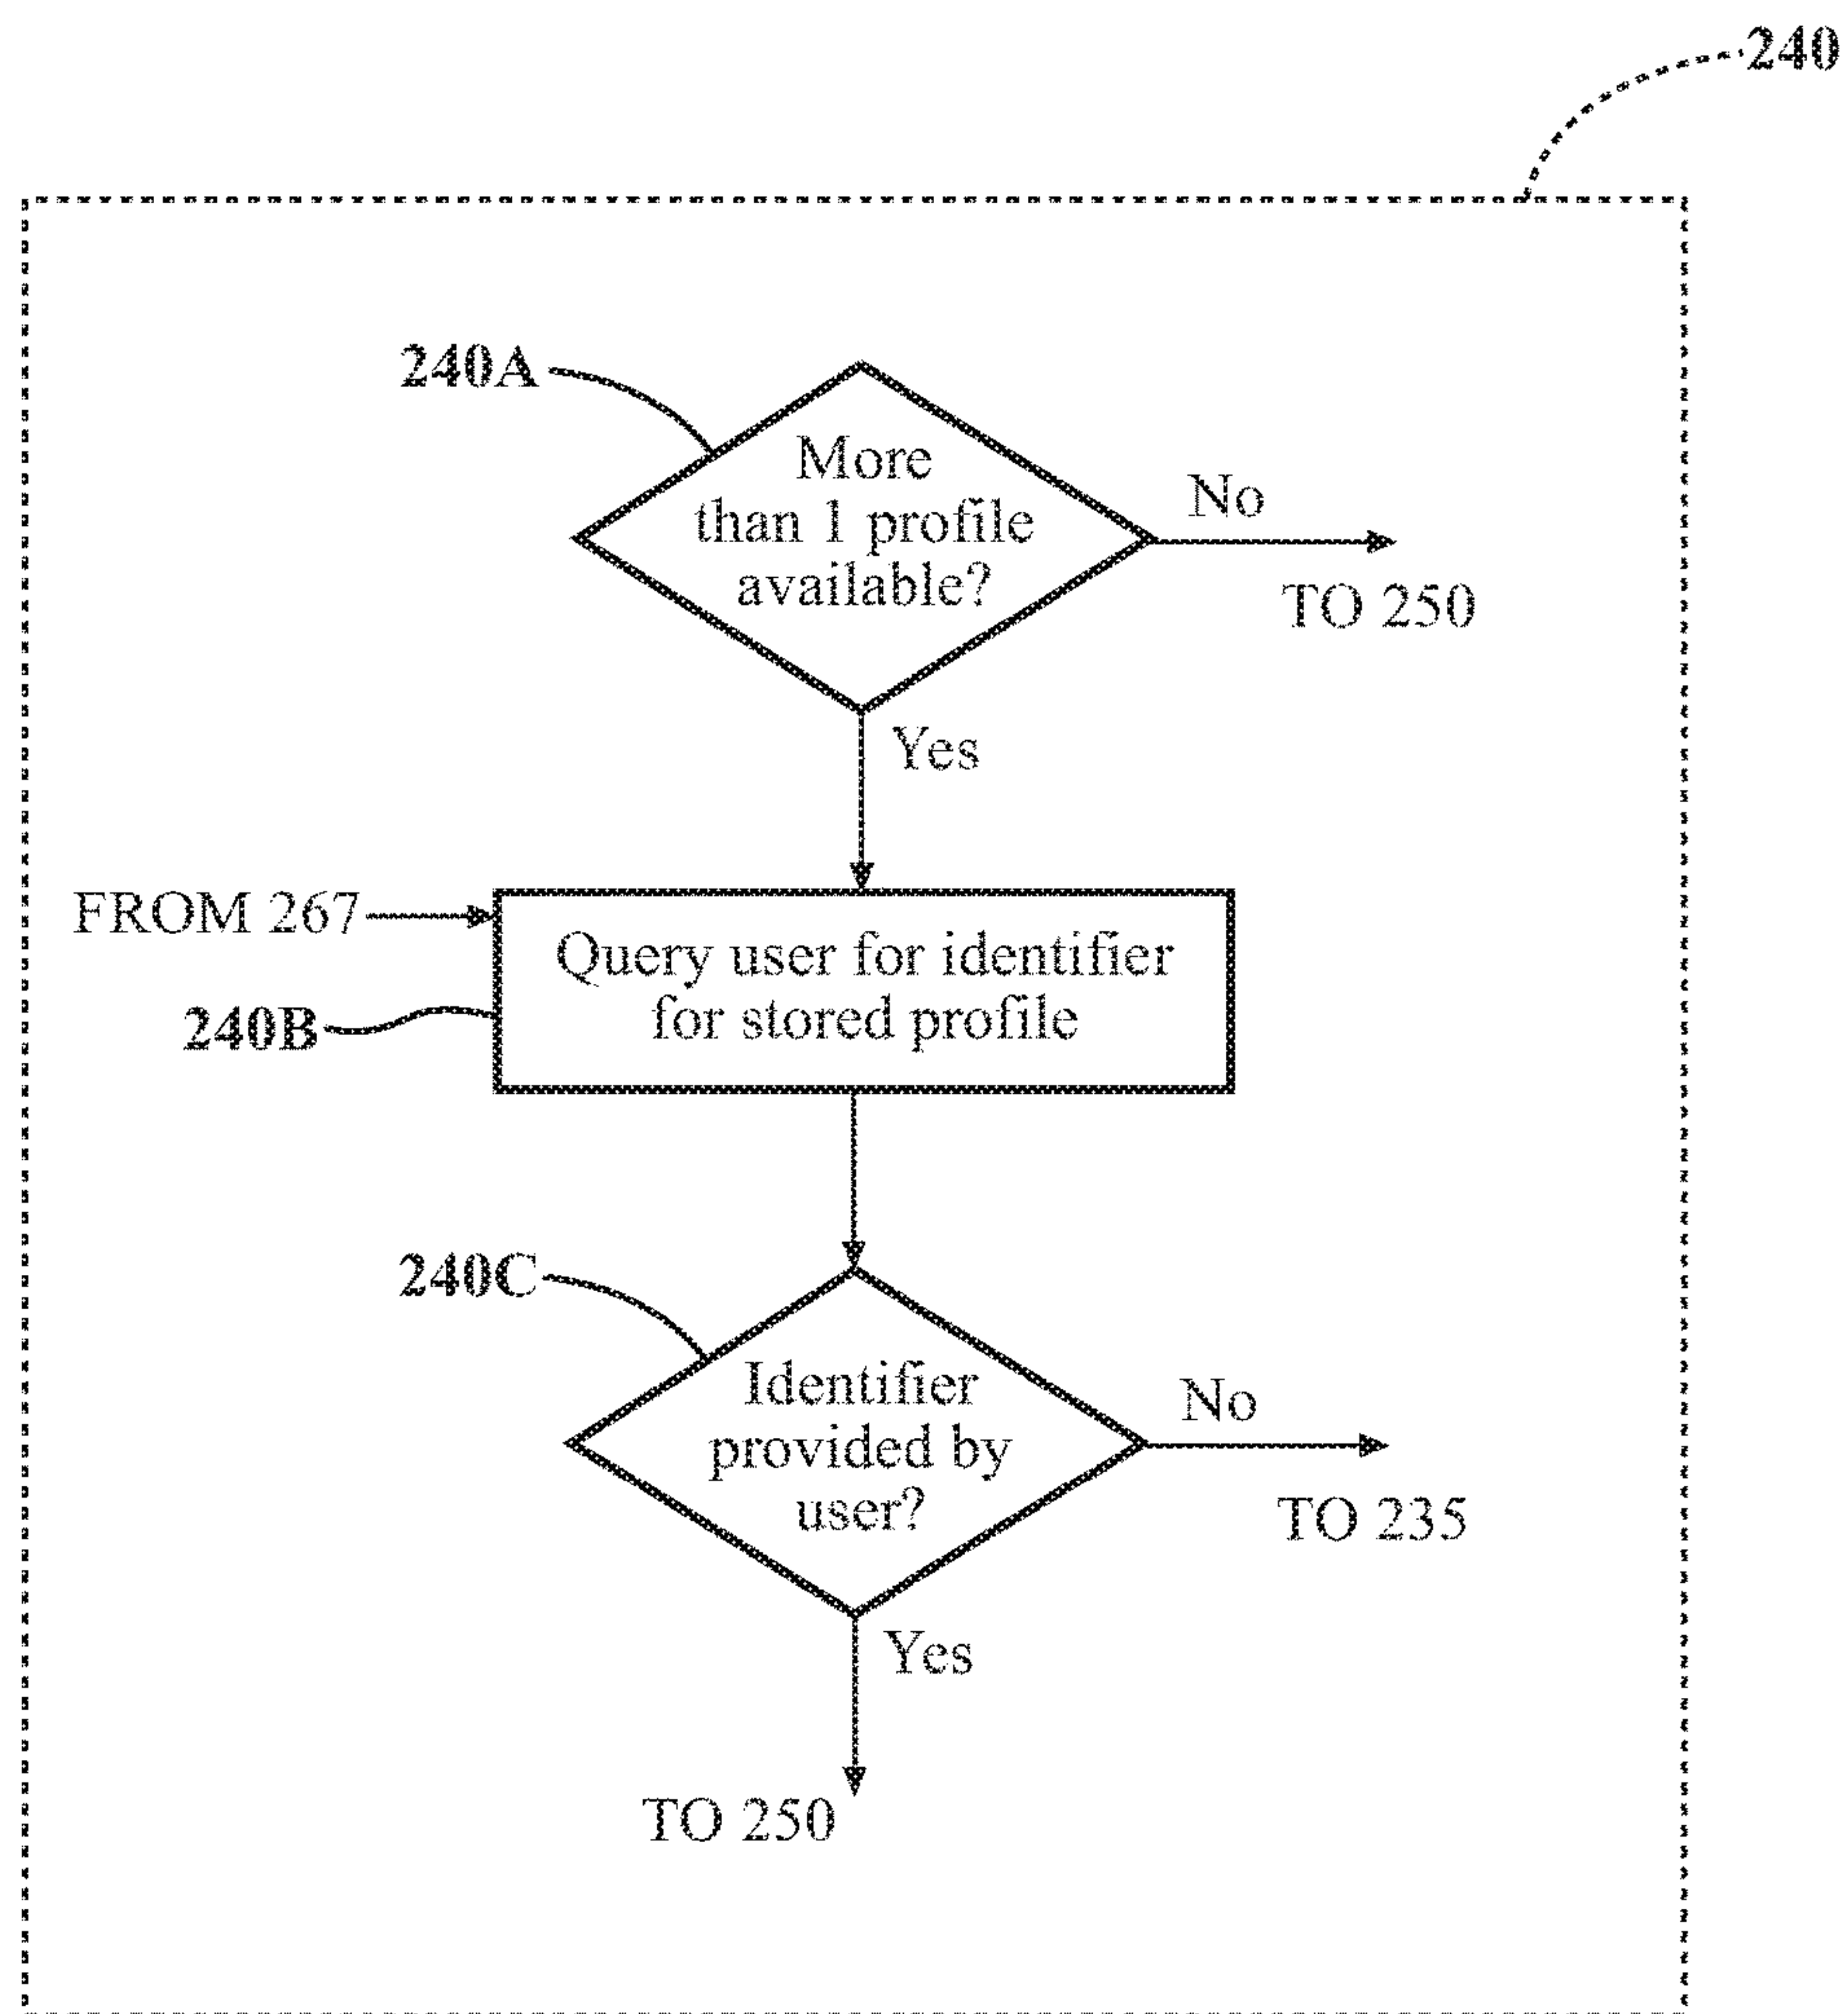 240
240A
More
than 1 profile
available?
No
TO 250
Yes
FROM 267
Query user for identifier
for stored profile
240B
240C
Identifier
provided by
user?
No
TO 235
Yes
TO 250